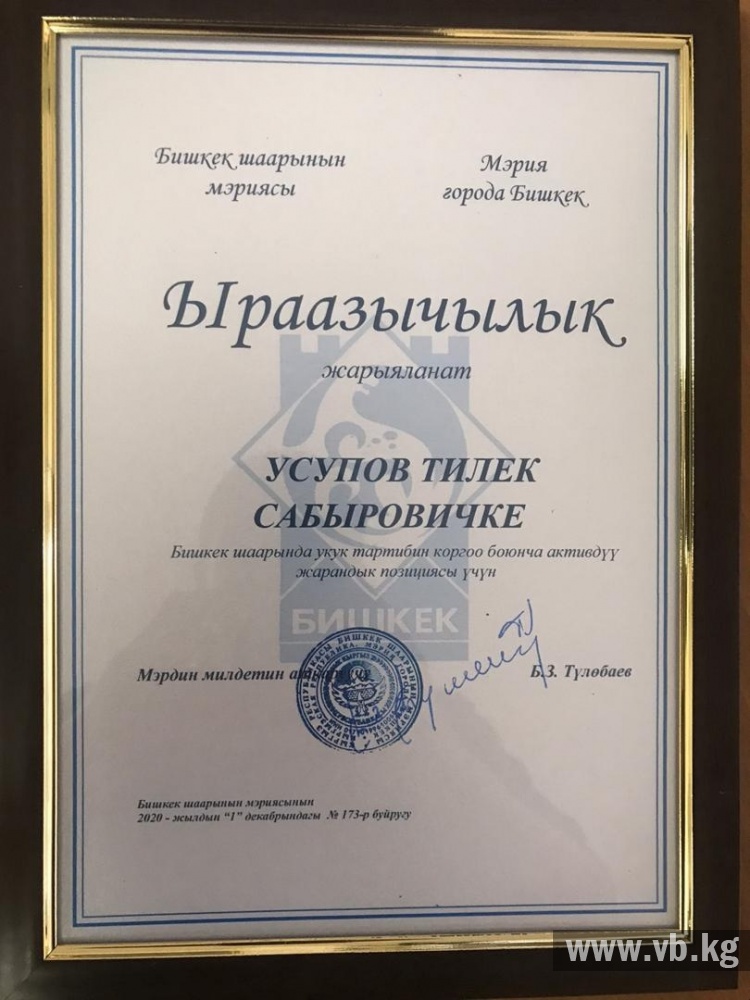 Бишкек шаарынын
мэриясы
Мэрия
города Бишкек
Ыраазычылык
жарыяланат
УСУПОВ ТИЛЕК
САБЫРОВИЧКЕ
Бишкек шаарында укук тартибин коргоо боюнча активдүү
жарандык позициясы үчүн
БИШКЕК
Мэрдин милдетин
Б.З. Түлөбаев
Бишкек шаарынын мэриясынын
2020 - жылдын “1” декабрындагы № 173-р буйругу
www.vb.kg